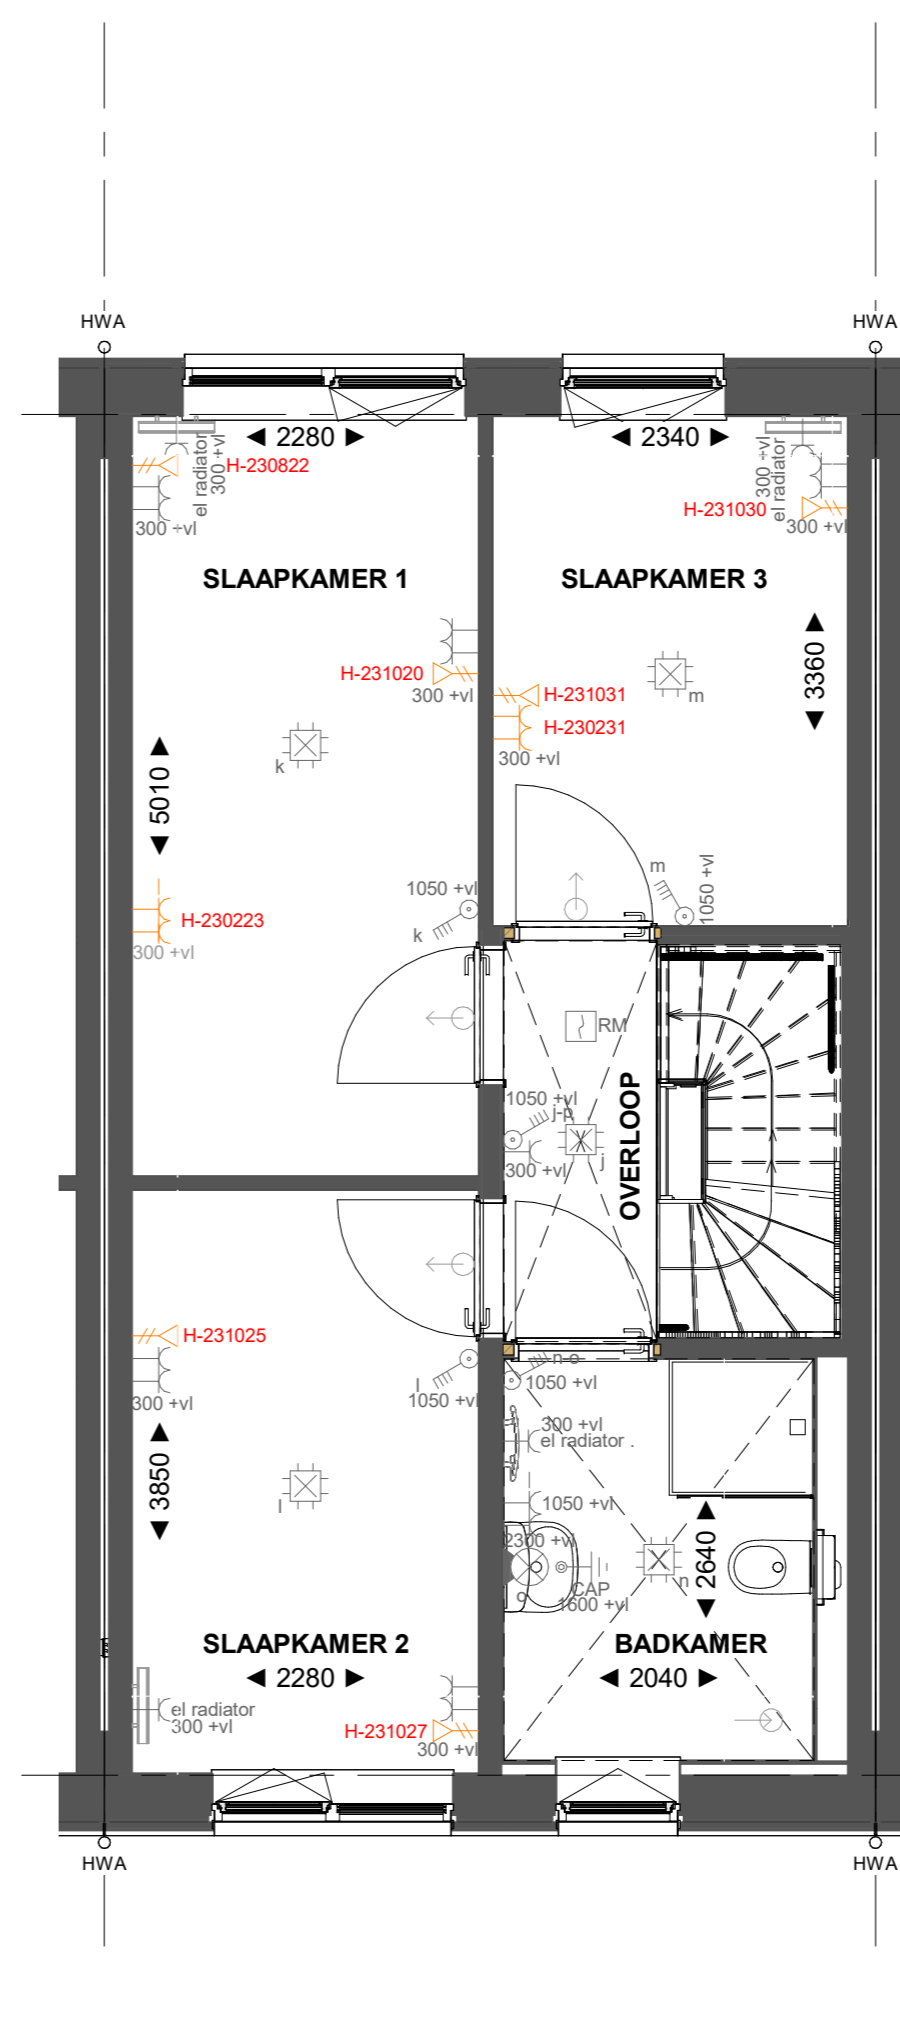 HWA
HWA
◄ 2280 ►
◄ 2340 ►
el radiator
300 +vl
H-230822
300 +vl
300 +vl
el radiator
H-231030
300 +vl
SLAAPKAMER 1
SLAAPKAMER 3
◄ 3360 ►
H-231020
300 +vl
m
H-231031
H-230231
300 +vl
k
◄ 5010 ►
m
1050 +vl
1050 +vl
k
H-230223
300 +vl
RM
OVERLOOP
1050 +vl
j-p
j
300 +vl
H-231025
300 +vl
l
1050 +vl
n-o
1050 +vl
300 +vl
el radiator .
◄ 3850 ►
l
1050 +vl
2300 +vl
◄ 2640 ►
n
o
CAP
1600 +vl
SLAAPKAMER 2
BADKAMER
◄ 2280 ►
◄ 2040 ►
el radiator
300 +vl
H-231027
300 +vl
HWA
HWA